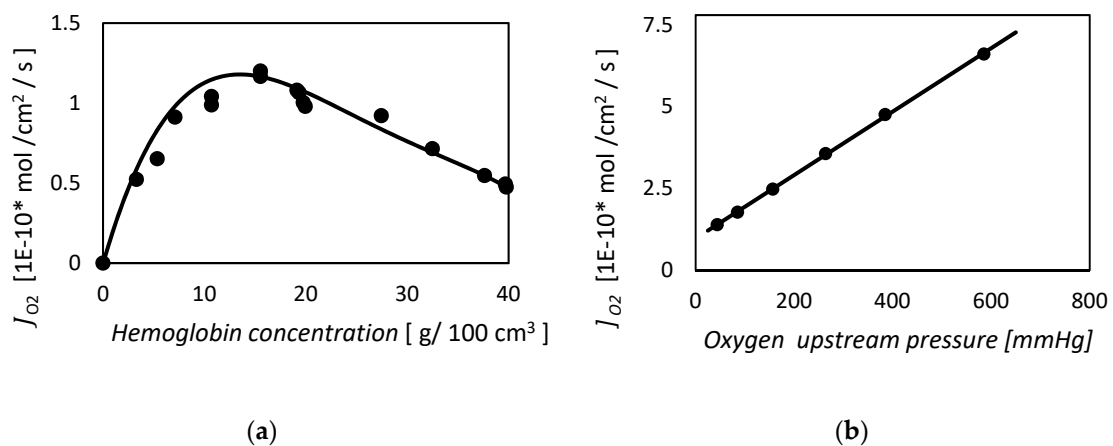 1.5
1
0.5
0
0 10 20 30 40
J O2 [1E-10* mol /cm² / s]
Hemoglobin concentration [ g/ 100 cm³ ]
(a)
7.5
5
2.5
0
0 200 400 600 800
J O2 [1E-10* mol /cm² / s]
Oxygen upstream pressure [mmHg]
(b)